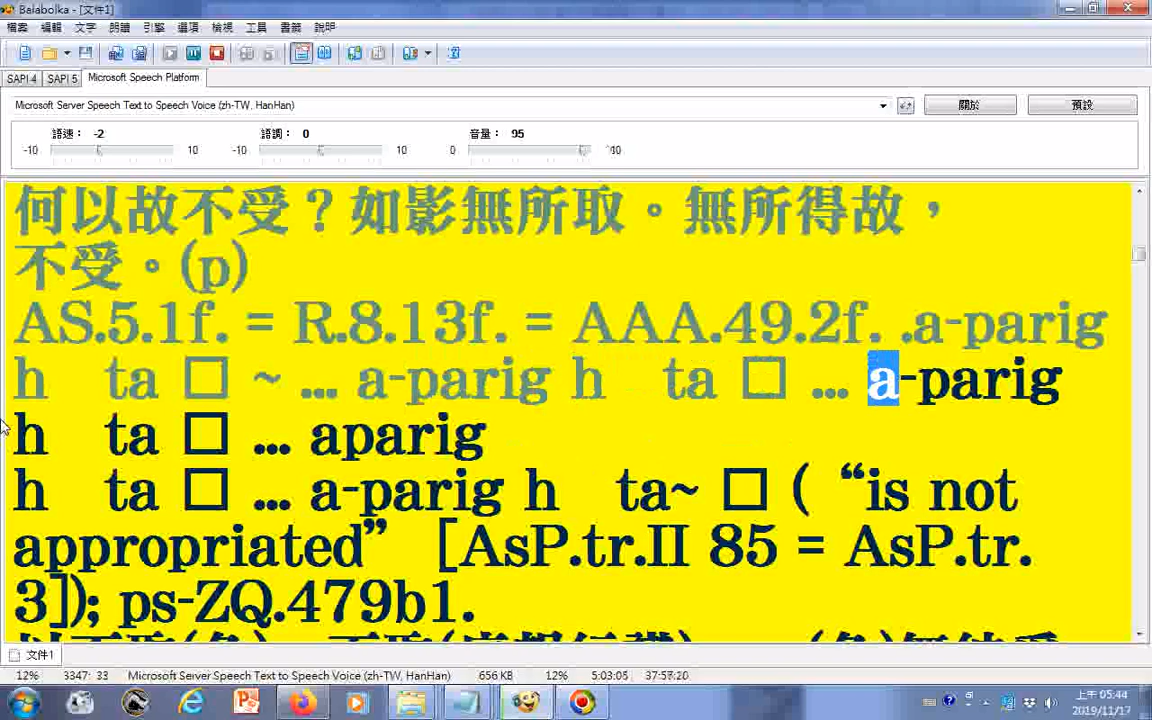 Balabolka - [文件1]
檔案 編輯 文字 朗讀 引擎 選項 檢視 工具 書籤 說明
SAPI 4 SAPI 5 Microsoft Speech Platform
Microsoft Server Speech Text to Speech Voice (zh-TW, HanHan) 關於 預設
語速: -2 語調: 0 音量: 95
-10 10 -10 10 0 100
何以故不受？如影無所取。無所得故，
不受。(p)
AS.5.1f. = R.8.13f. = AAA.49.2f. .a-parig
h ta □ ~ ... a-parig h ta □ ... a-parig
h ta □ ... aparig
h ta □ ... a-parig h ta~ □ ( “is not
appropriated” [AsP.tr.II 85 = AsP.tr.
3]); ps-ZQ.479b1.
文件1
12% 3347: 33 Microsoft Server Speech Text to Speech Voice (zh-TW, HanHan) 656 KB 12% 5:03:05 37:57:20
上午 05:44
2019/11/17